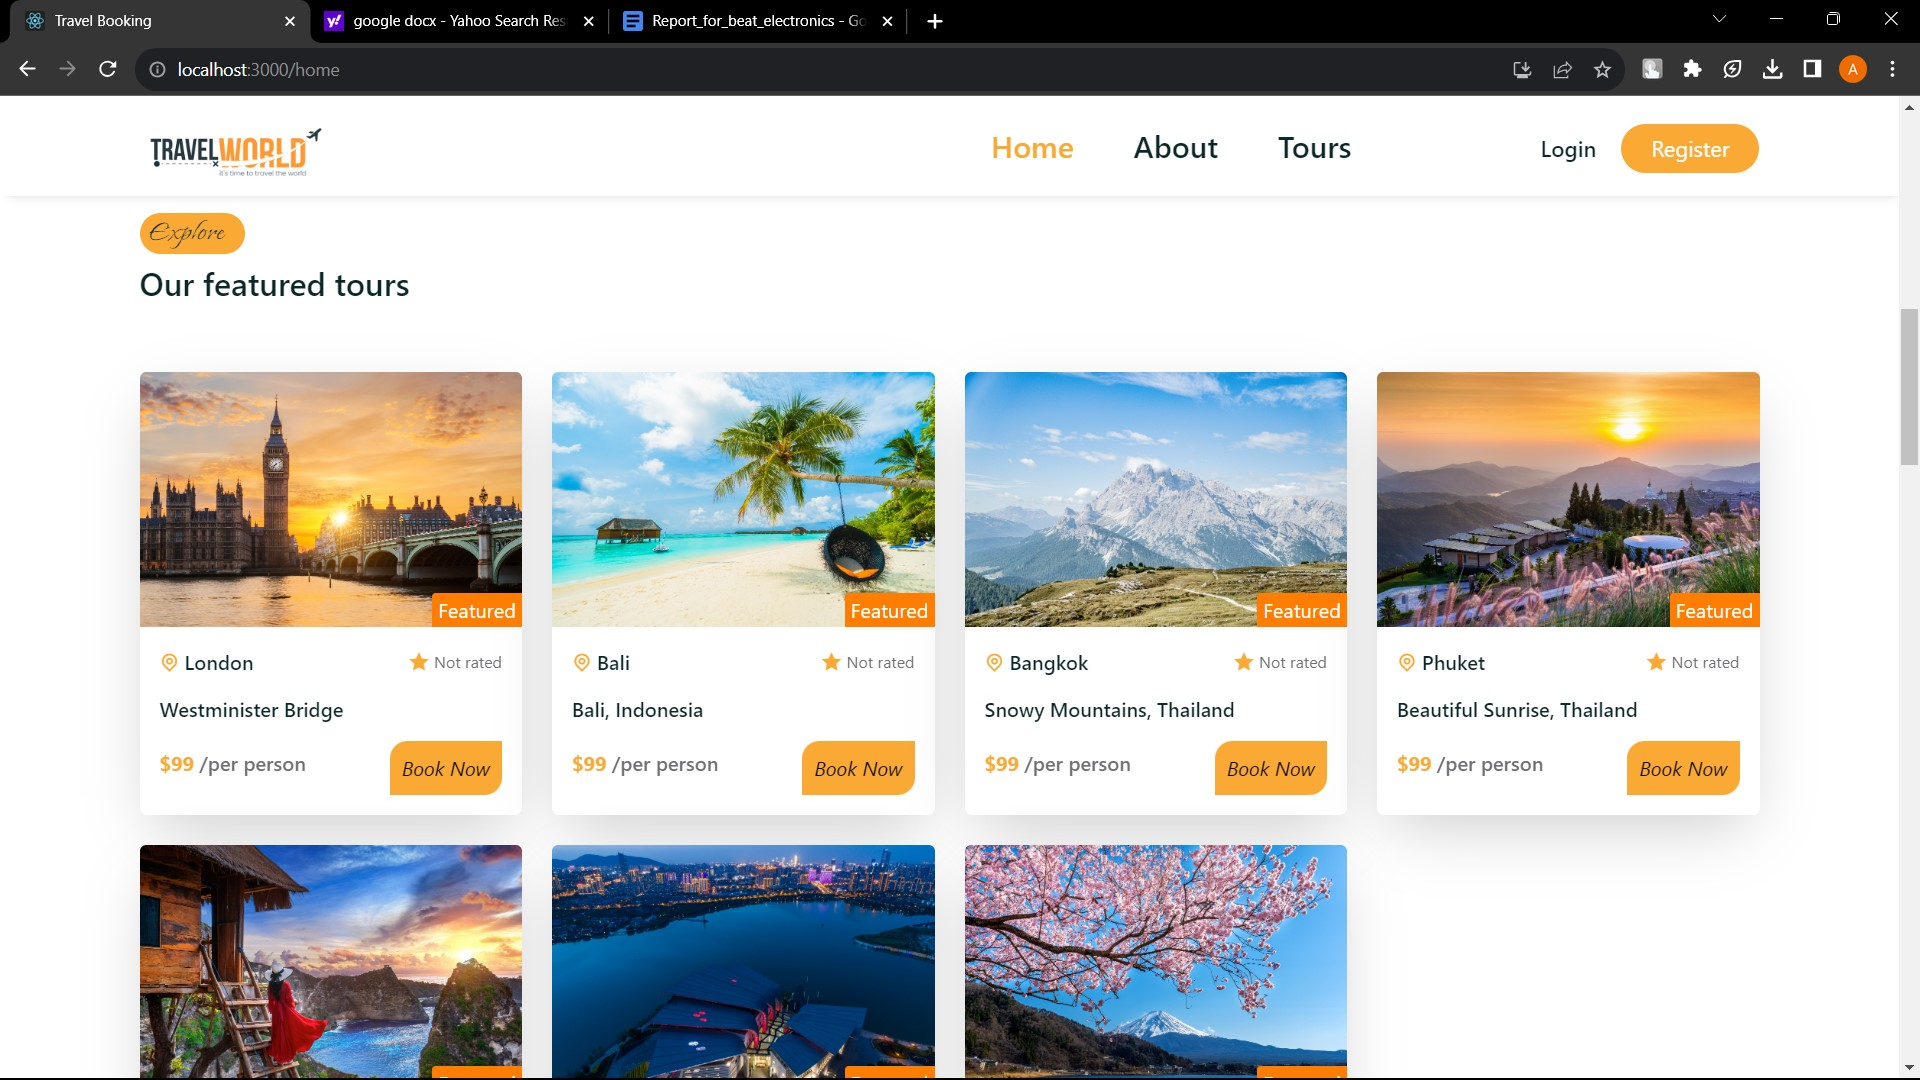 Travel Booking
google docx - Yahoo Search Res
Report_for_beat_electronics - Go
localhost:3000/home
A
TRAVELWORLD
it's time to travel the world
Home
About
Tours
Login
Register
Explore
Our featured tours
Featured
Featured
Featured
Featured
London
Not rated
Bali
Not rated
Bangkok
Not rated
Phuket
Not rated
Westminister Bridge
Bali, Indonesia
Snowy Mountains, Thailand
Beautiful Sunrise, Thailand
$99 /per person
Book Now
$99 /per person
Book Now
$99 /per person
Book Now
$99 /per person
Book Now